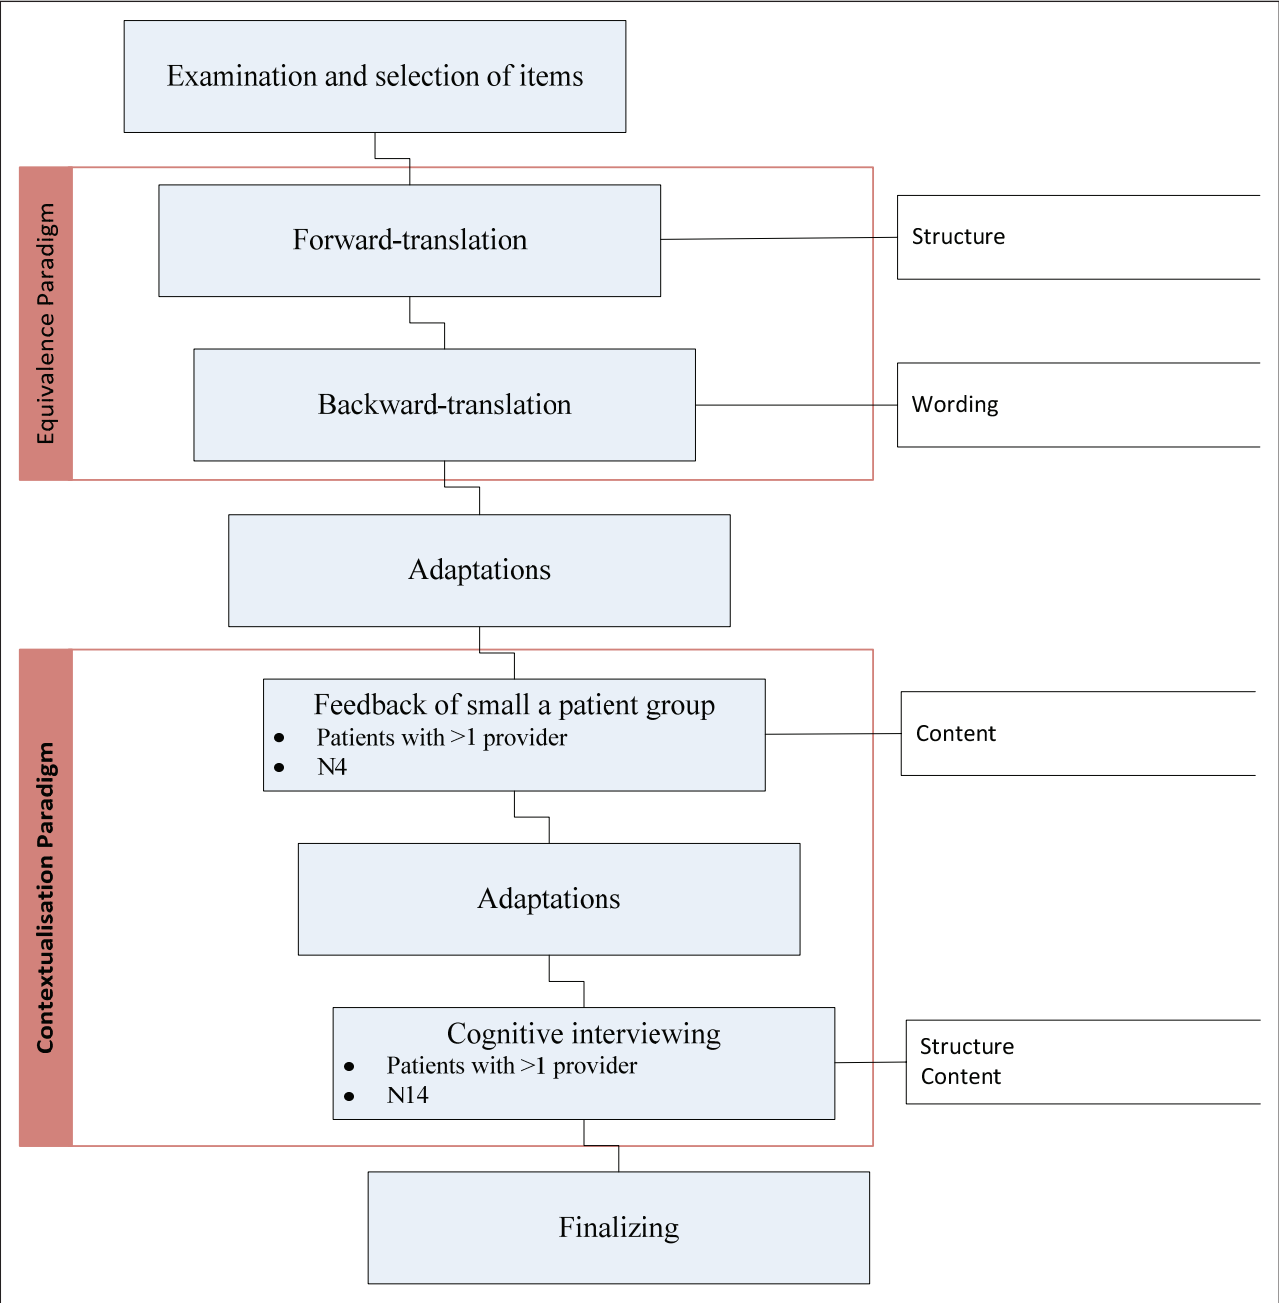 Examination and selection of items
Equivalence Paradigm
Forward-translation
Structure
Backward-translation
Wording
Adaptations
Contextualisation Paradigm
Feedback of small a patient group
• Patients with >1 provider
• N4
Content
Adaptations
Cognitive interviewing
• Patients with >1 provider
• N14
Structure
Content
Finalizing